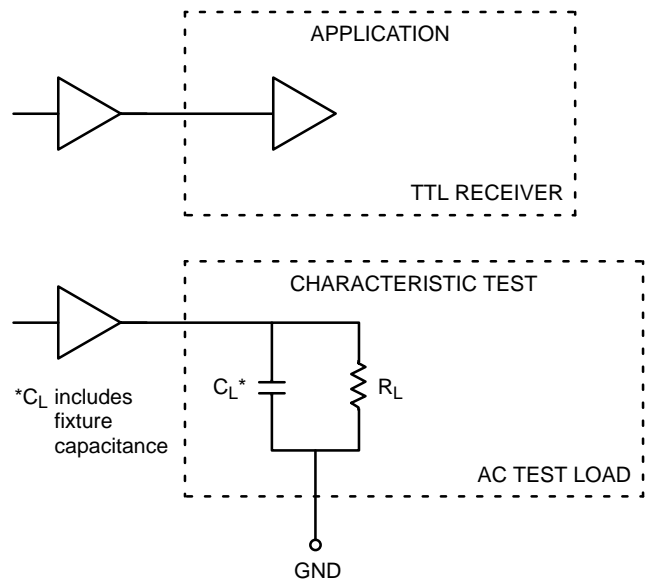 APPLICATION
TTL RECEIVER
CHARACTERISTIC TEST
*CL includes
fixture
capacitance
CL*
RL
AC TEST LOAD
GND